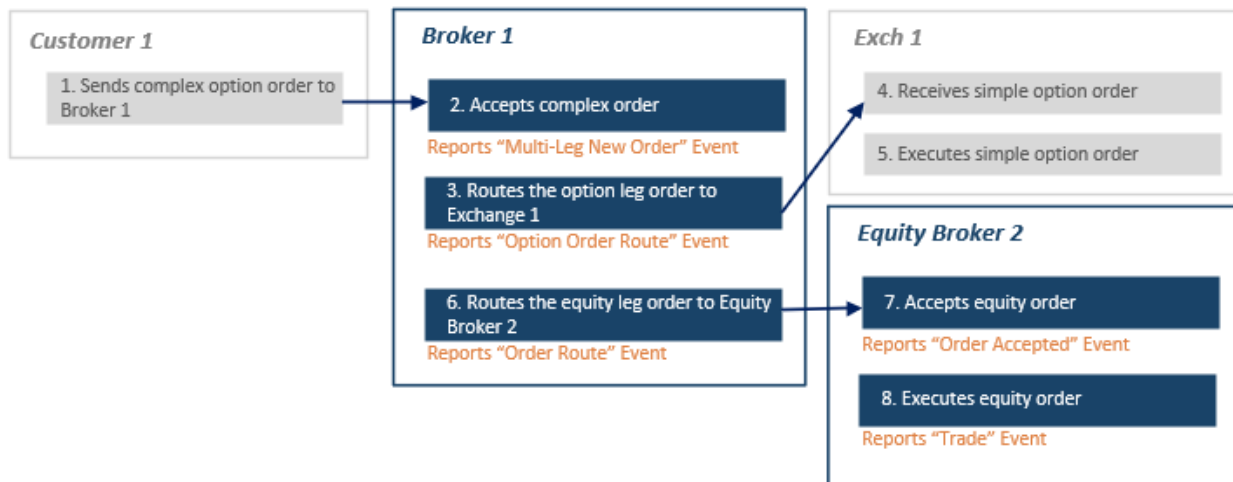 Customer 1
1. Sends complex option order to
Broker 1
Broker 1
2. Accepts complex order
Reports “Multi-Leg New Order” Event
3. Routes the option leg order to
Exchange 1
Reports “Option Order Route” Event
6. Routes the equity leg order to Equity
Broker 2
Reports “Order Route” Event
Exch 1
4. Receives simple option order
5. Executes simple option order
Equity Broker 2
7. Accepts equity order
Reports “Order Accepted” Event
8. Executes equity order
Reports “Trade” Event